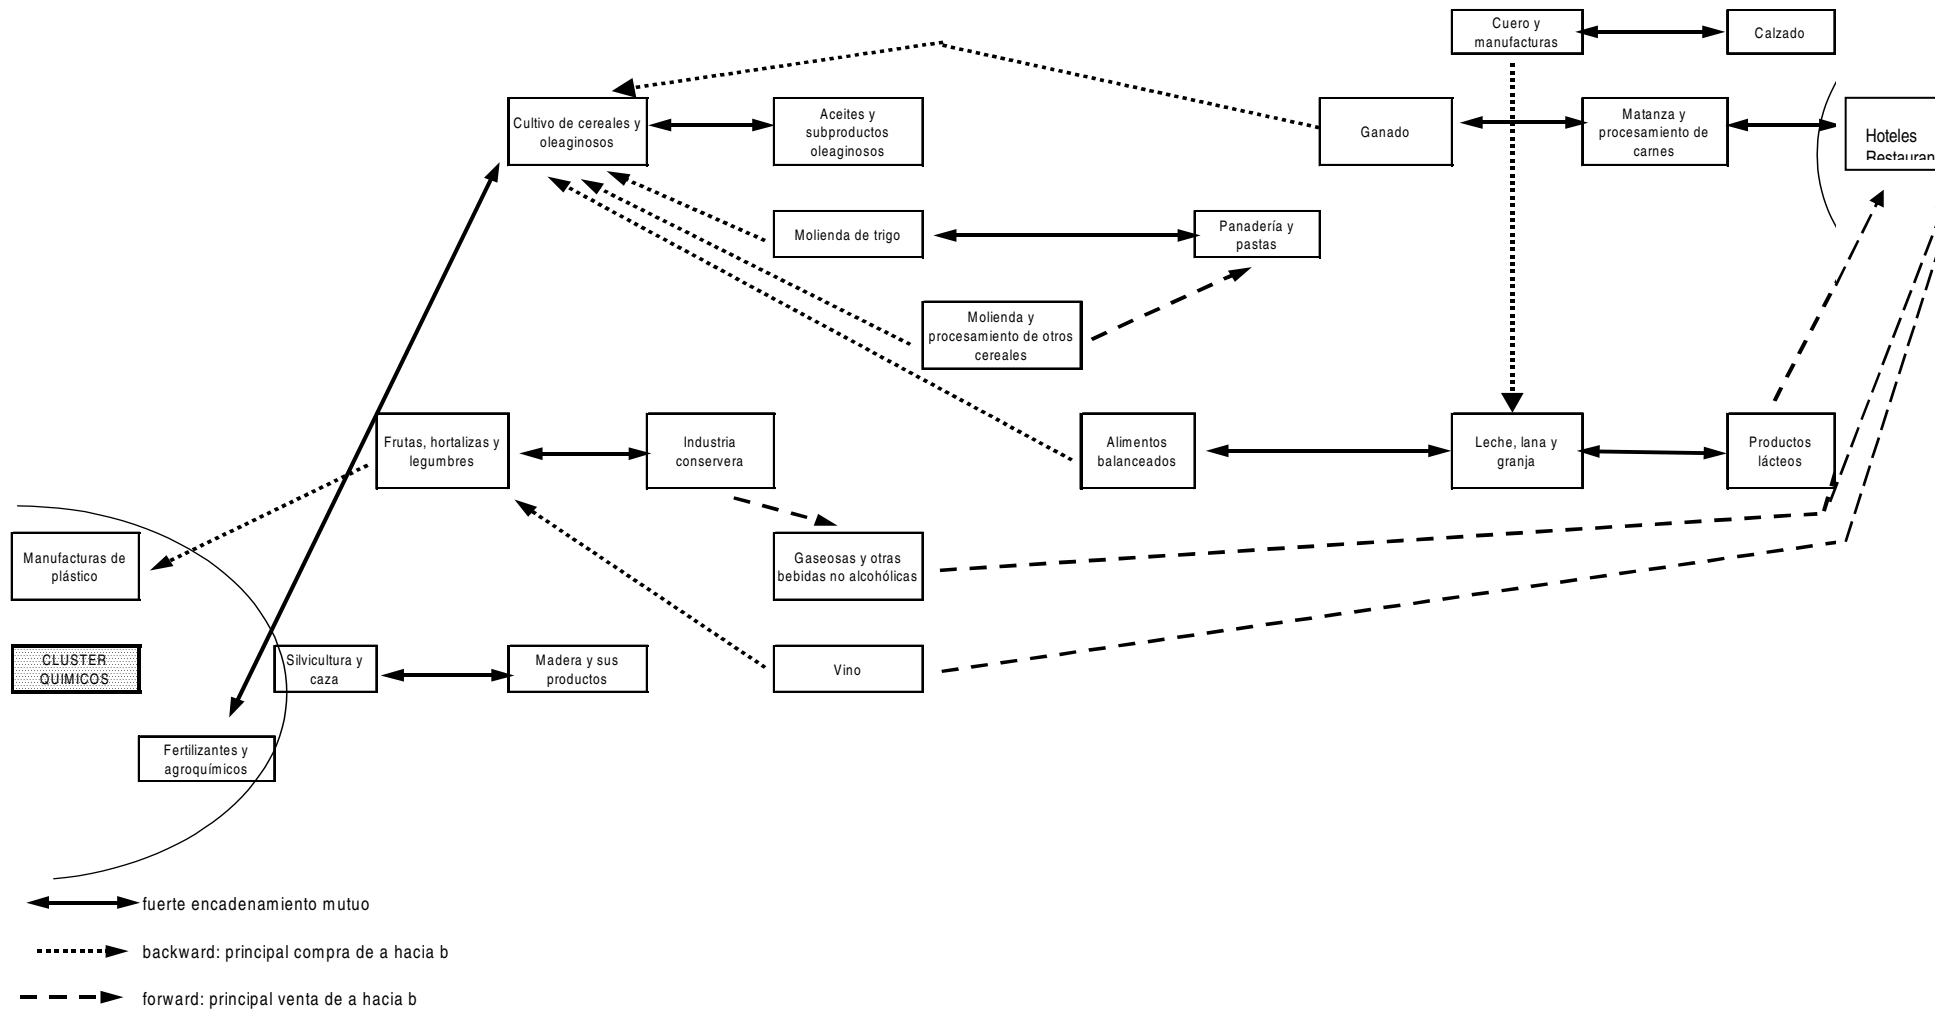 Cuero y
manufacturas
Calzado
Cultivo de cereales y
oleaginosos
Aceites y
subproductos
oleaginosos
Ganado
Matanza y
procesamiento de
carnes
Hoteles
Restauran
Molienda de trigo
Panadería y
pastas
Molienda y
procesamiento de otros
cereales
Frutas, hortalizas y
legumbres
Industria
conservera
Alimentos
balanceados
Leche, lana y
granja
Productos
lácteos
Manufacturas de
plástico
Gaseosas y otras
bebidas no alcohólicas
CLUSTER
QUIMICOS
Silvicultura y
caza
Madera y sus
productos
Vino
Fertilizantes y
agroquímicos
fuerte encadenamiento mutuo
backward: principal compra de a hacia b
forward: principal venta de a hacia b